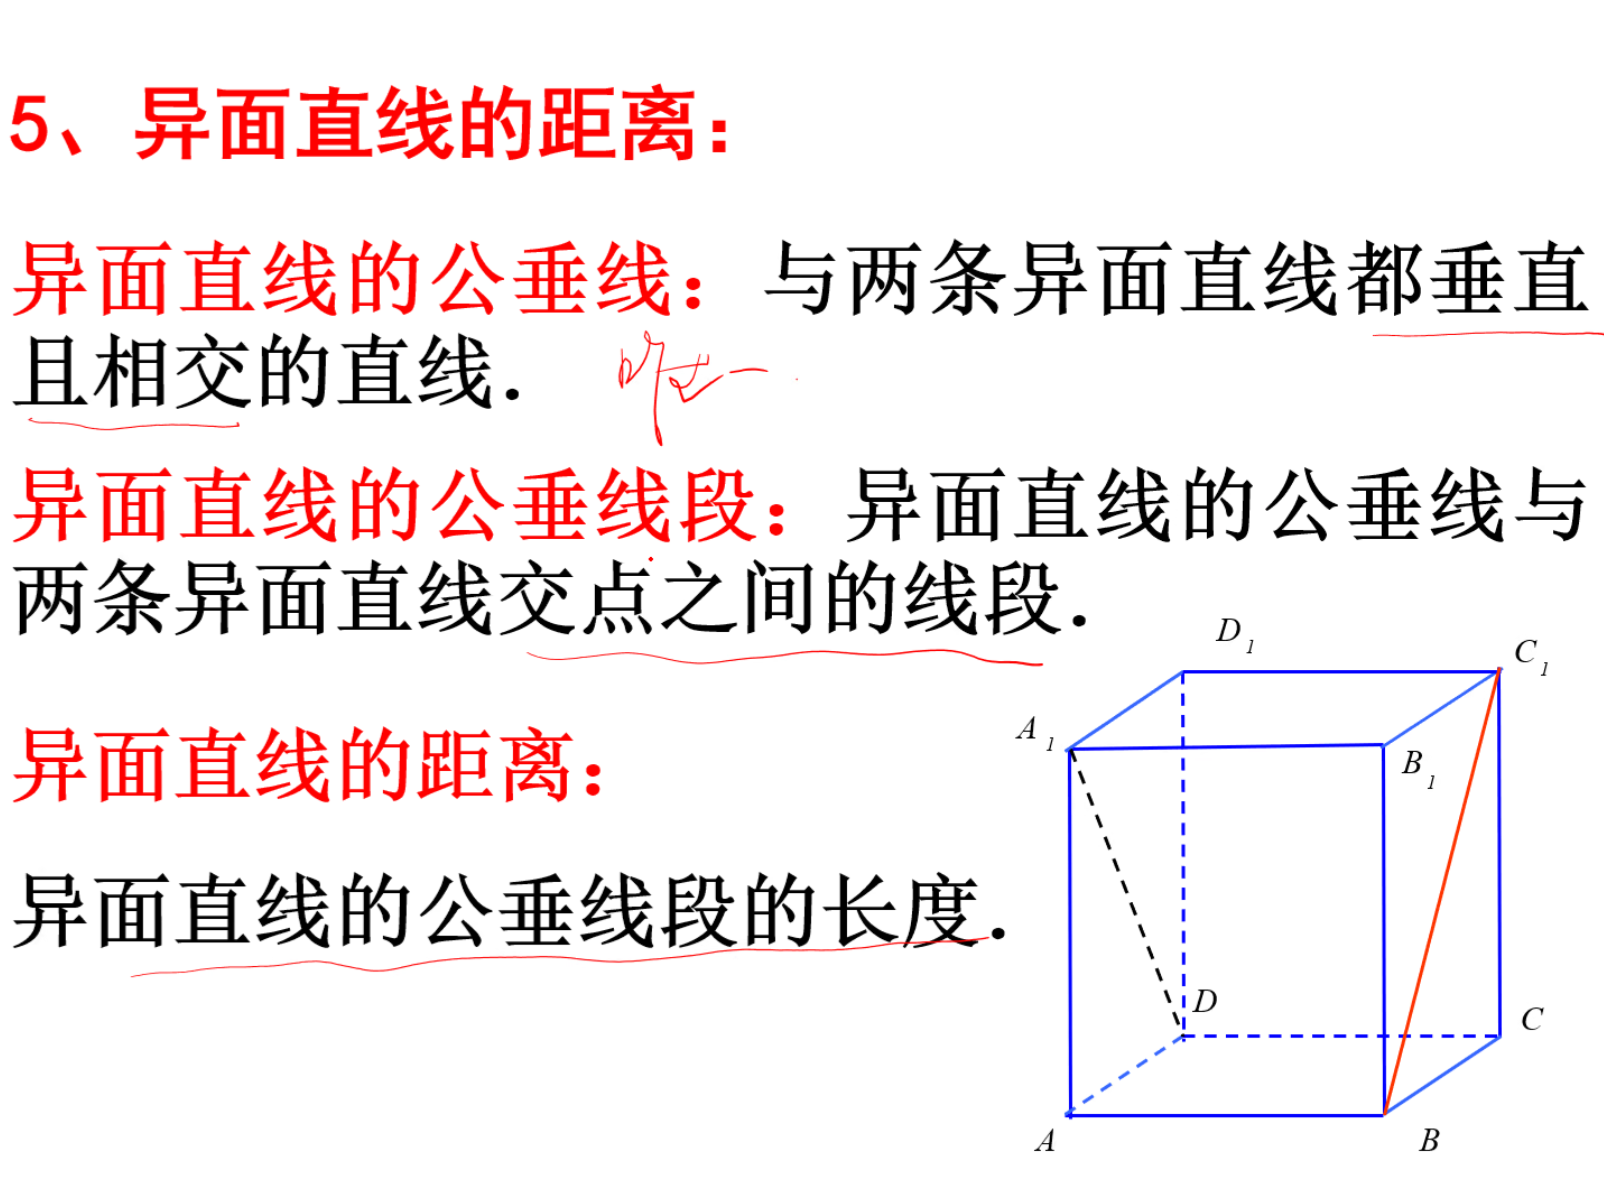 5、异面直线的距离：
异面直线的公垂线：与两条异面直线都垂直
且相交的直线．
唯一
异面直线的公垂线段：异面直线的公垂线与
两条异面直线交点之间的线段．
异面直线的距离：
异面直线的公垂线段的长度．
D1
C1
A1
B1
D
C
A
B